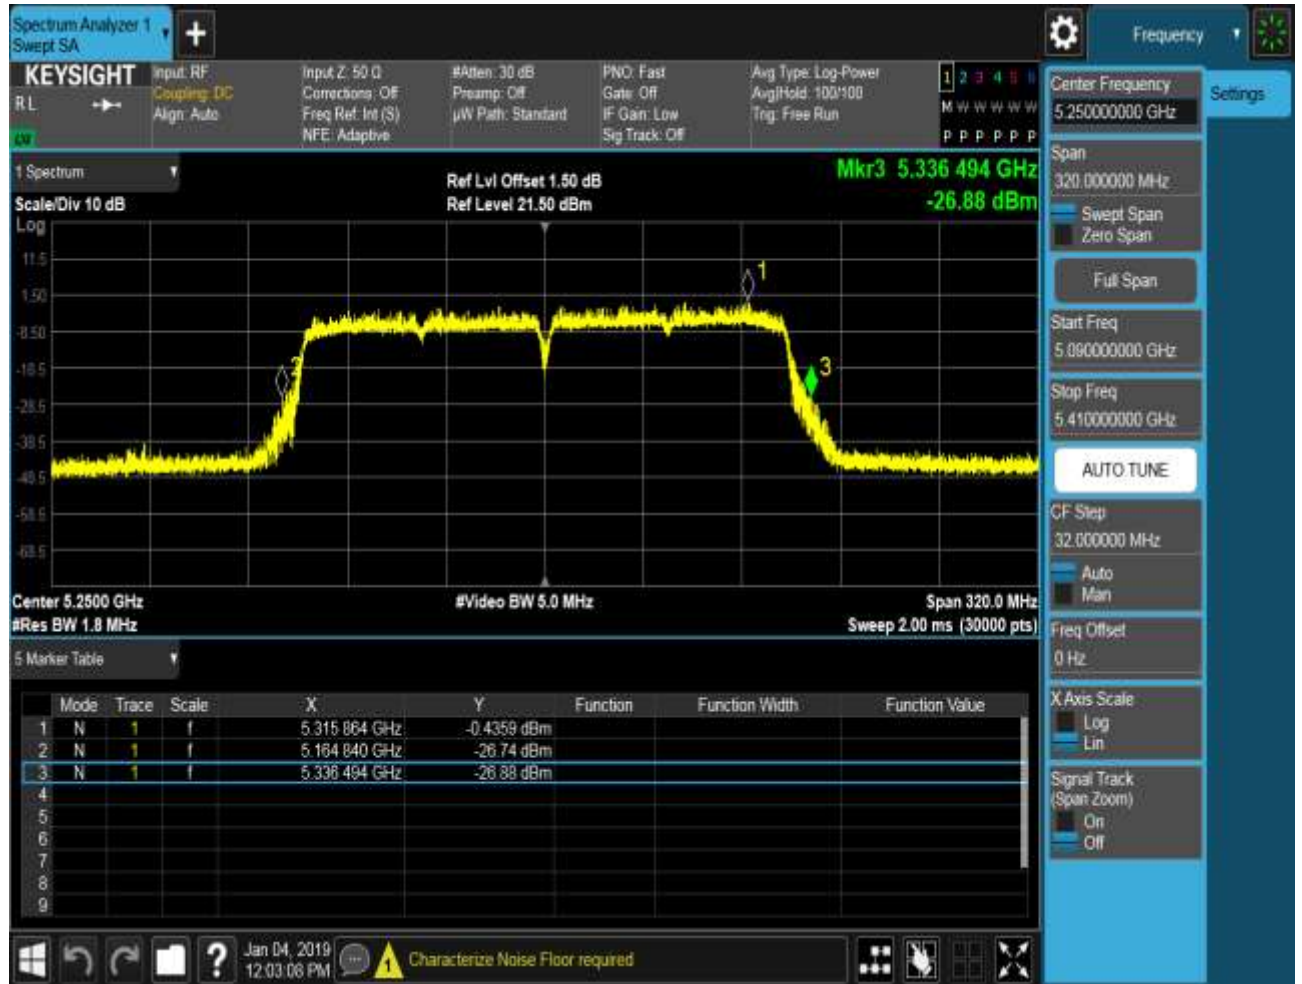 Spectrum Analyzer 1
Swept SA
Frequency
KEYSIGHT
R L
Input: RF
Coupling: DC
Align: Auto
Input Z: 50 Ω
Corrections: Off
Freq Ref: Int (S)
NFE: Adaptive
#Atten: 30 dB
Preamp: Off
µW Path: Standard
PNO: Fast
Gate: Off
IF Gain: Low
Sig Track: Off
Avg Type: Log-Power
Avg|Hold: 100/100
Trig: Free Run
1 2 3 4 5 6
M W W W W W
P P P P P P
1 Spectrum
Scale/Div 10 dB
Ref Lvl Offset 1.50 dB
Ref Level 21.50 dBm
Mkr3 5.336 494 GHz
-26.88 dBm
Log
11.5
1.50
-8.50
-18.5
-28.5
-38.5
-48.5
-58.5
-68.5
1
2
3
Center 5.2500 GHz
#Res BW 1.8 MHz
#Video BW 5.0 MHz
Span 320.0 MHz
Sweep 2.00 ms (30000 pts)
5 Marker Table
Mode Trace Scale X Y Function Function Width Function Value
1 N 1 f 5.315 864 GHz -0.4359 dBm
2 N 1 f 5.164 840 GHz -26.74 dBm
3 N 1 f 5.336 494 GHz -26.88 dBm
4
5
6
7
8
9
Jan 04, 2019
12:03:08 PM
1
Characterize Noise Floor required
Center Frequency
5.250000000 GHz
Settings
Span
320.000000 MHz
Swept Span
Zero Span
Full Span
Start Freq
5.090000000 GHz
Stop Freq
5.410000000 GHz
AUTO TUNE
CF Step
32.000000 MHz
Auto
Man
Freq Offset
0 Hz
X Axis Scale
Log
Lin
Signal Track
(Span Zoom)
On
Off